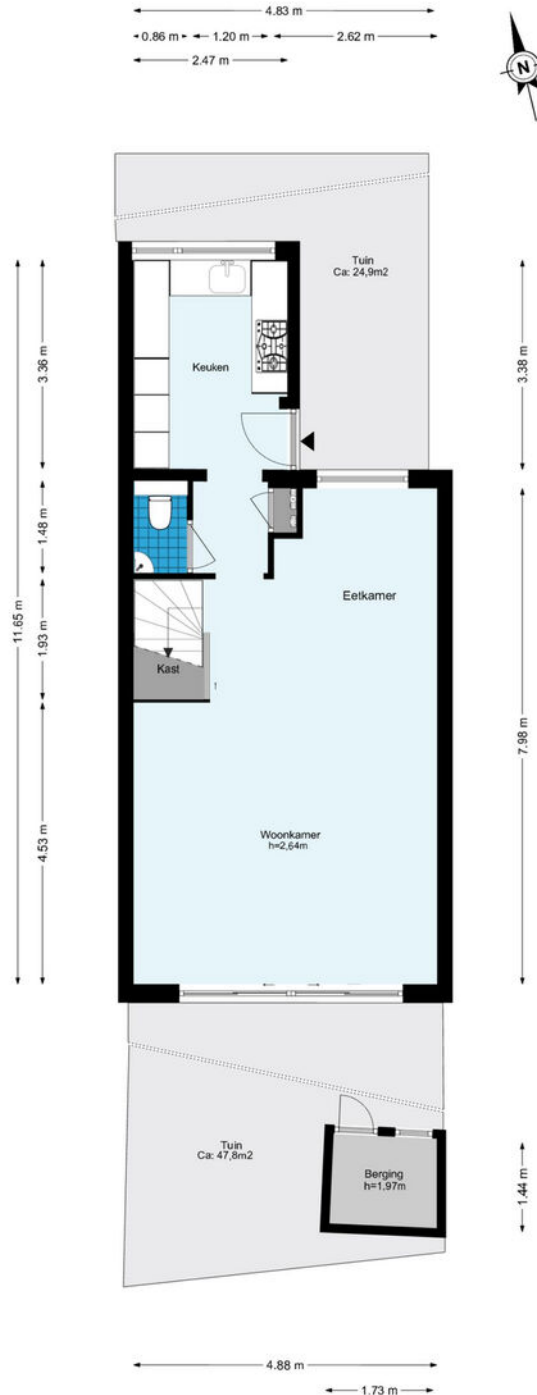 4.83 m
0.86 m
1.20 m
2.62 m
2.47 m
N
Tuin
Ca: 24,9m2
Keuken
3.36 m
3.38 m
1.48 m
Eetkamer
11.65 m
1.93 m
Kast
7.98 m
4.53 m
Woonkamer
h=2,64m
Tuin
Ca: 47,8m2
Berging
h=1,97m
1.44 m
4.88 m
1.73 m